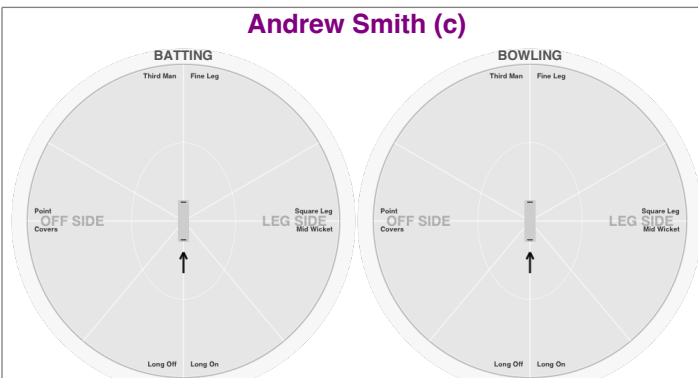 Andrew Smith (c)
BATTING
Third Man Fine Leg
Point Square Leg
OFF SIDE LEG SIDE
Covers Mid Wicket
Long Off Long On
BOWLING
Third Man Fine Leg
Point Square Leg
OFF SIDE LEG SIDE
Covers Mid Wicket
Long Off Long On